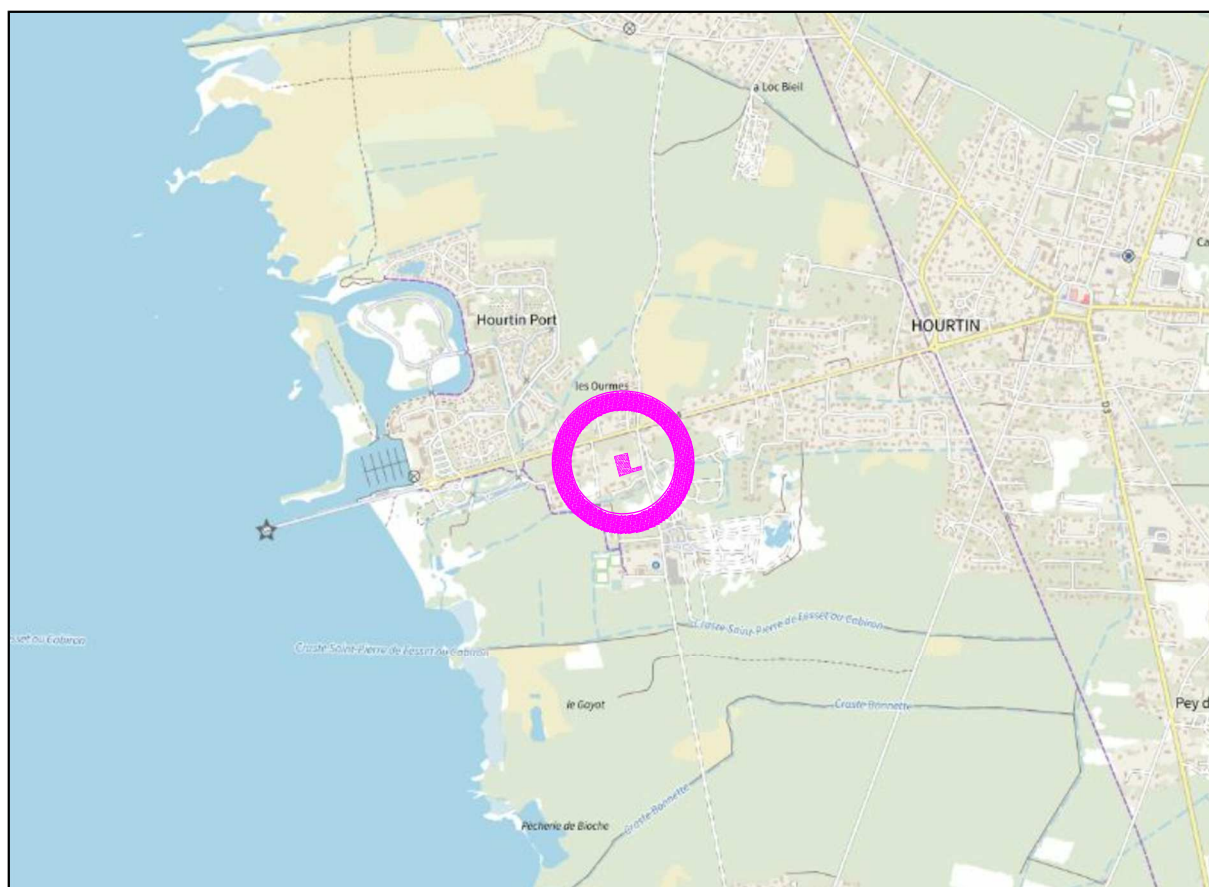 a Loc Bieil
Ca
Hourtin Port
HOURTIN
les Ourmes
D3
Craste Saint-Pierre de Lesset ou Cabiron
esset ou Cabiron
Craste Saint-Pierre de Lesset ou Cabiron
le Gayot
Craste Bonnette
Pey d
Craste Bonnette
Pêcherie de Bioche